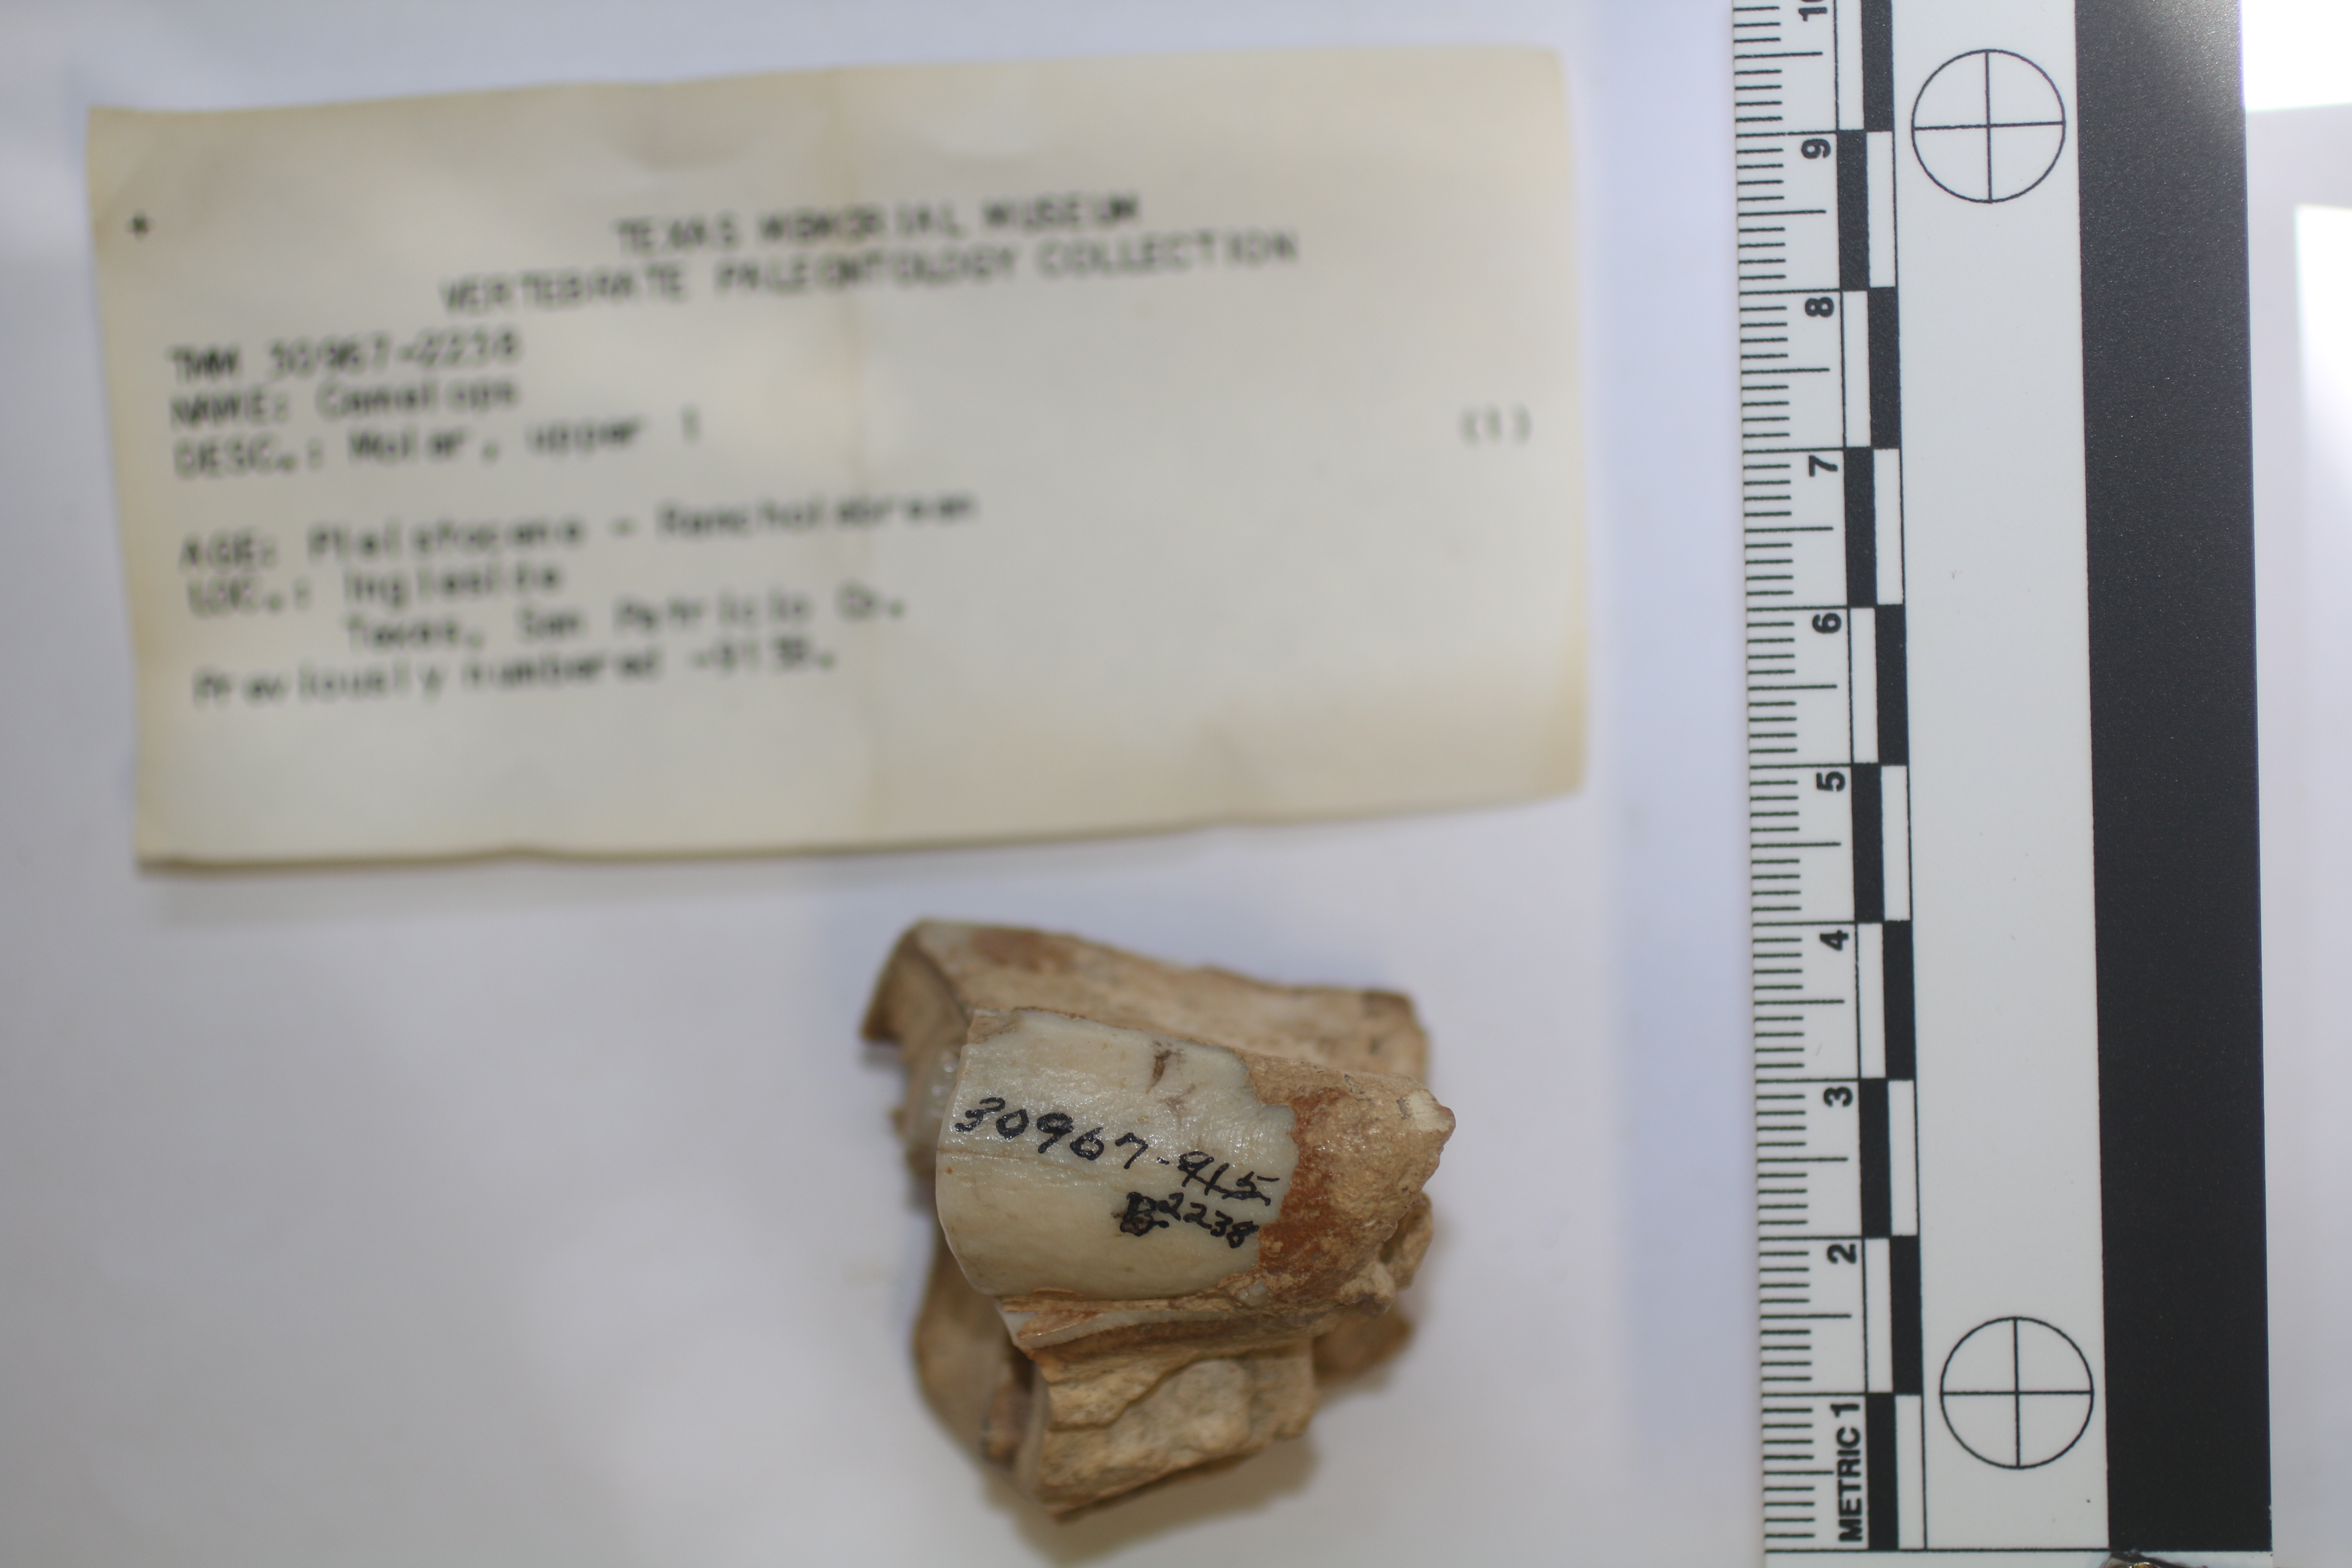 TEXAS MEMORIAL MUSEUM
VERTEBRATE PALEONTOLOGY COLLECTION
TMM 30967-2238
NAME: Camelops
DESC.: Molar, upper 1 (1)
AGE: Pleistocene - Rancholabrean
LOC.: Ingleside
Texas, San Patricio Co.
Previously numbered
30967-915
2238
10
9
8
7
6
5
4
3
2
METRIC 1